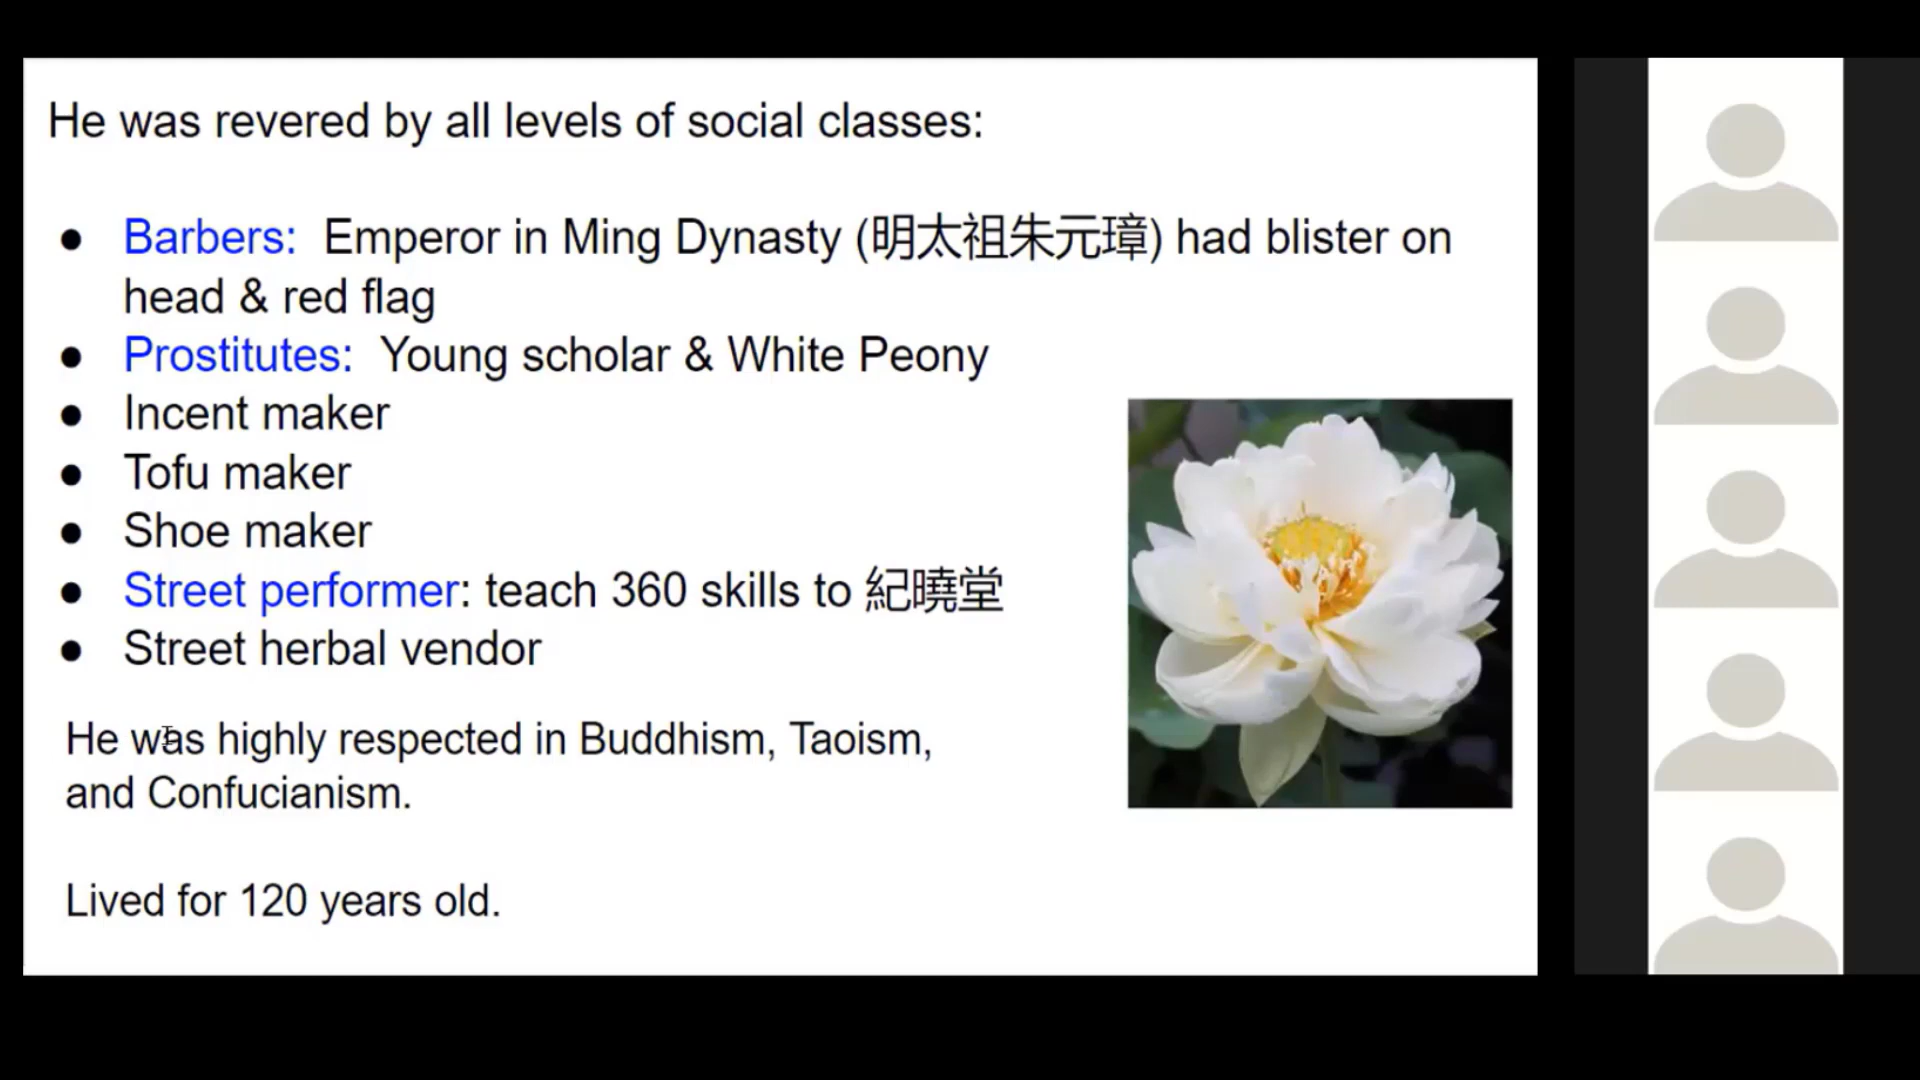 He was revered by all levels of social classes:
● Barbers: Emperor in Ming Dynasty (明太祖朱元璋) had blister on
head & red flag
● Prostitutes: Young scholar & White Peony
● Incent maker
● Tofu maker
● Shoe maker
● Street performer: teach 360 skills to 紀曉堂
● Street herbal vendor
He was highly respected in Buddhism, Taoism,
and Confucianism.
Lived for 120 years old.